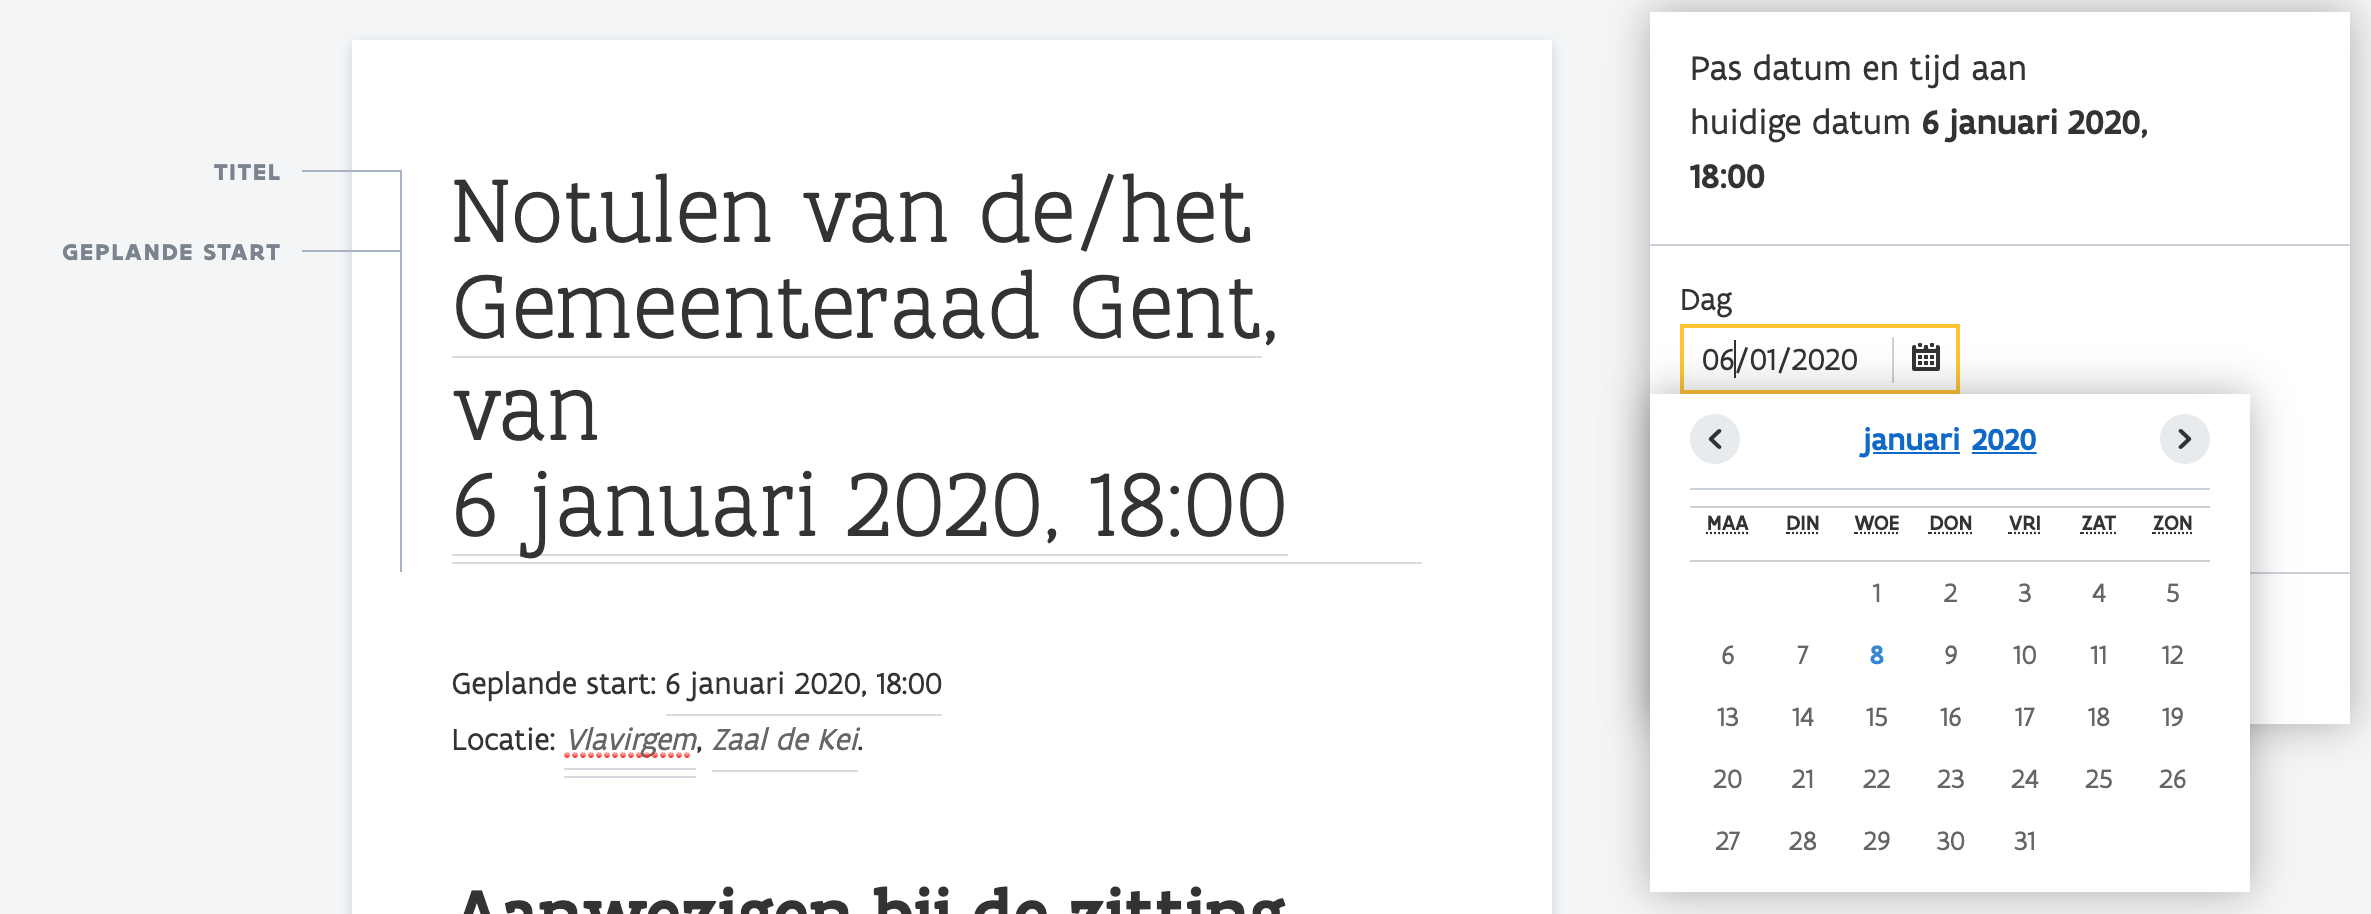 TITEL
GEPLANDE START
Notulen van de/het
Gemeenteraad Gent,
van
6 januari 2020, 18:00
Geplande start: 6 januari 2020, 18:00
Locatie: Vlavirgem, Zaal de Kei.
Aanwezigen bij de zitting
Pas datum en tijd aan
huidige datum 6 januari 2020,
18:00
Dag
06/01/2020
januari 2020
MAA DIN WOE DON VRI ZAT ZON
1 2 3 4 5
6 7 8 9 10 11 12
13 14 15 16 17 18 19
20 21 22 23 24 25 26
27 28 29 30 31